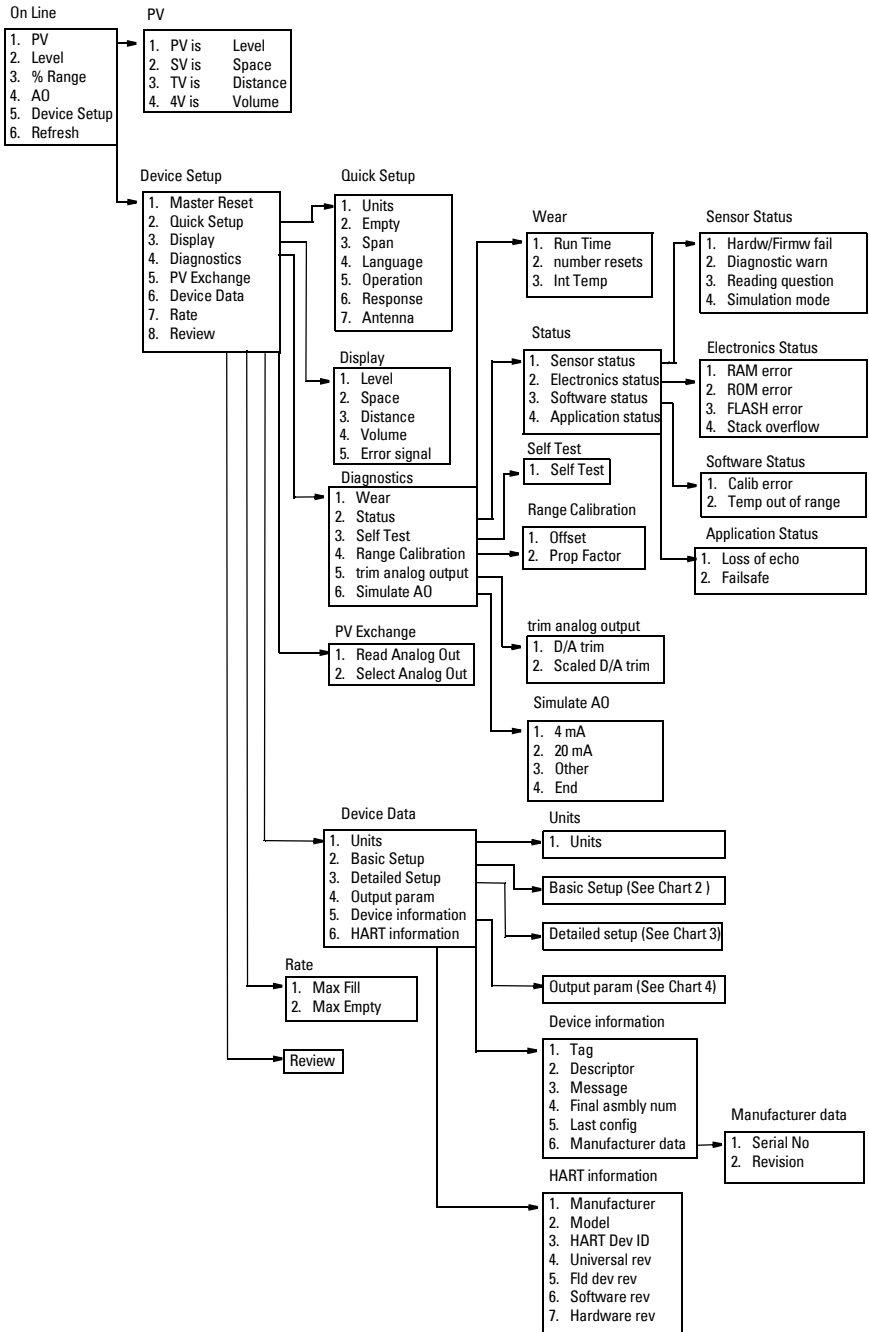 On Line
1. PV
2. Level
3. % Range
4. AO
5. Device Setup
6. Refresh
PV
1. PV is Level
2. SV is Space
3. TV is Distance
4. 4V is Volume
Device Setup
1. Master Reset
2. Quick Setup
3. Display
4. Diagnostics
5. PV Exchange
6. Device Data
7. Rate
8. Review
Quick Setup
1. Units
2. Empty
3. Span
4. Language
5. Operation
6. Response
7. Antenna
Display
1. Level
2. Space
3. Distance
4. Volume
5. Error signal
Diagnostics
1. Wear
2. Status
3. Self Test
4. Range Calibration
5. trim analog output
6. Simulate AO
PV Exchange
1. Read Analog Out
2. Select Analog Out
Wear
1. Run Time
2. number resets
3. Int Temp
Status
1. Sensor status
2. Electronics status
3. Software status
4. Application status
Self Test
1. Self Test
Range Calibration
1. Offset
2. Prop Factor
trim analog output
1. D/A trim
2. Scaled D/A trim
Simulate AO
1. 4 mA
2. 20 mA
3. Other
4. End
Sensor Status
1. Hardw/Firmw fail
2. Diagnostic warn
3. Reading question
4. Simulation mode
Electronics Status
1. RAM error
2. ROM error
3. FLASH error
4. Stack overflow
Software Status
1. Calib error
2. Temp out of range
Application Status
1. Loss of echo
2. Failsafe
Device Data
1. Units
2. Basic Setup
3. Detailed Setup
4. Output param
5. Device information
6. HART information
Units
1. Units
Basic Setup (See Chart 2 )
Detailed setup (See Chart 3)
Output param (See Chart 4)
Rate
1. Max Fill
2. Max Empty
Review
Device information
1. Tag
2. Descriptor
3. Message
4. Final asmbly num
5. Last config
6. Manufacturer data
Manufacturer data
1. Serial No
2. Revision
HART information
1. Manufacturer
2. Model
3. HART Dev ID
4. Universal rev
5. Fld dev rev
6. Software rev
7. Hardware rev